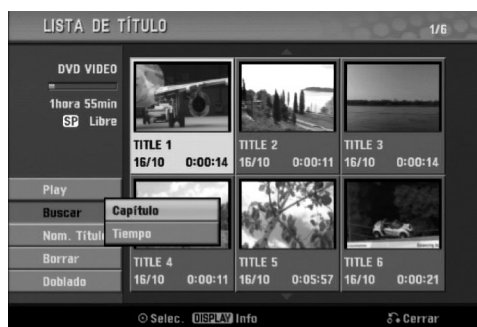 LISTA DE TÍTULO 1/6
DVD VIDEO
1hora 55min
SP Libre
TITLE 1
16/10 0:00:14
TITLE 2
16/10 0:00:11
TITLE 3
16/10 0:00:14
Play
Buscar
Nom. Títul
Borrar
Doblado
Capítulo
Tiempo
TITLE 4
16/10 0:00:11
TITLE 5
16/10 0:05:57
TITLE 6
16/10 0:00:21
Selec. DISPLAY Info Cerrar